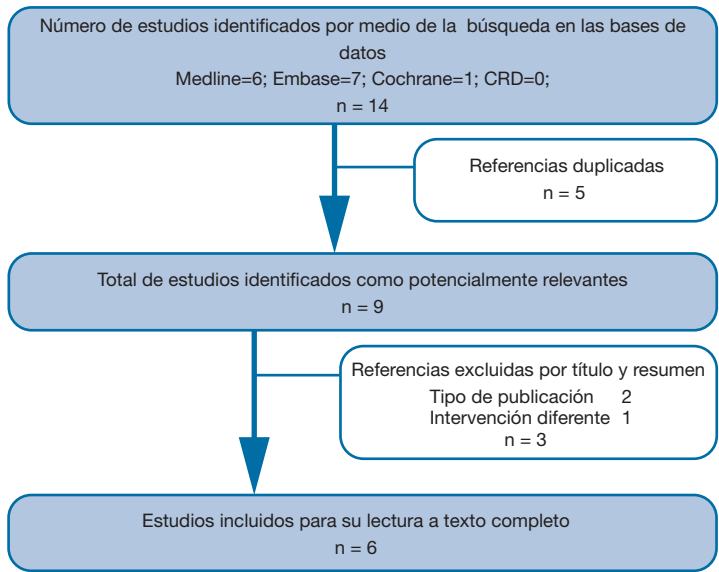 Número de estudios identificados por medio de la búsqueda en las bases de
datos
Medline=6; Embase=7; Cochrane=1; CRD=0;
n = 14
Referencias duplicadas
n = 5
Total de estudios identificados como potencialmente relevantes
n = 9
Referencias excluidas por título y resumen
Tipo de publicación 2
Intervención diferente 1
n = 3
Estudios incluidos para su lectura a texto completo
n = 6